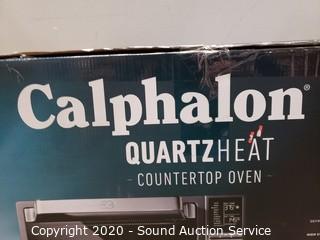 Calphalon®
QUARTZHEAT
- COUNTERTOP OVEN -
Copyright 2020 - Sound Auction Service